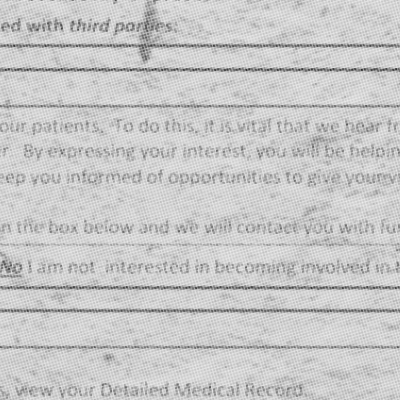 ed with third parties:
our patients, To do this, it is vital that we hear fr
r By expressing your interest, you will be helpin
eep you informed of opportunities to give your v
n the box below and we will contact you with fu
No I am not interested in becoming involved in t
s, view your Detailed Medical Record.